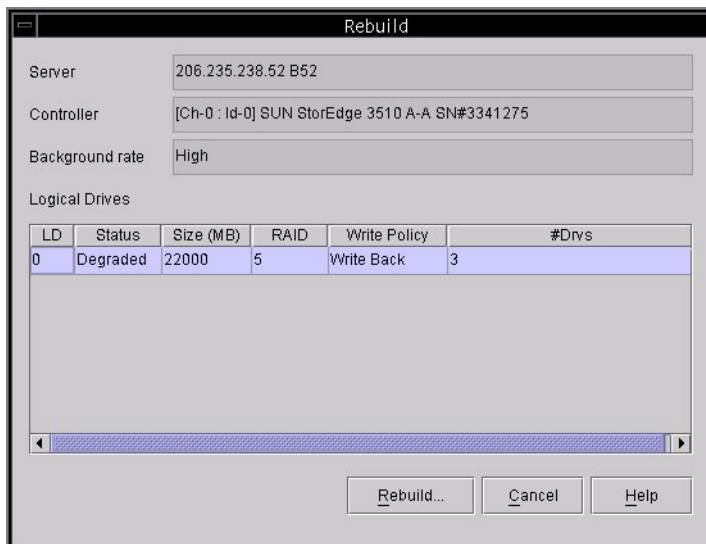 Rebuild
Server 206.235.238.52 B52
Controller [Ch-0 : Id-0] SUN StorEdge 3510 A-A SN#3341275
Background rate High
Logical Drives
LD Status Size (MB) RAID Write Policy #Drvs
0 Degraded 22000 5 Write Back 3
Rebuild... Cancel Help